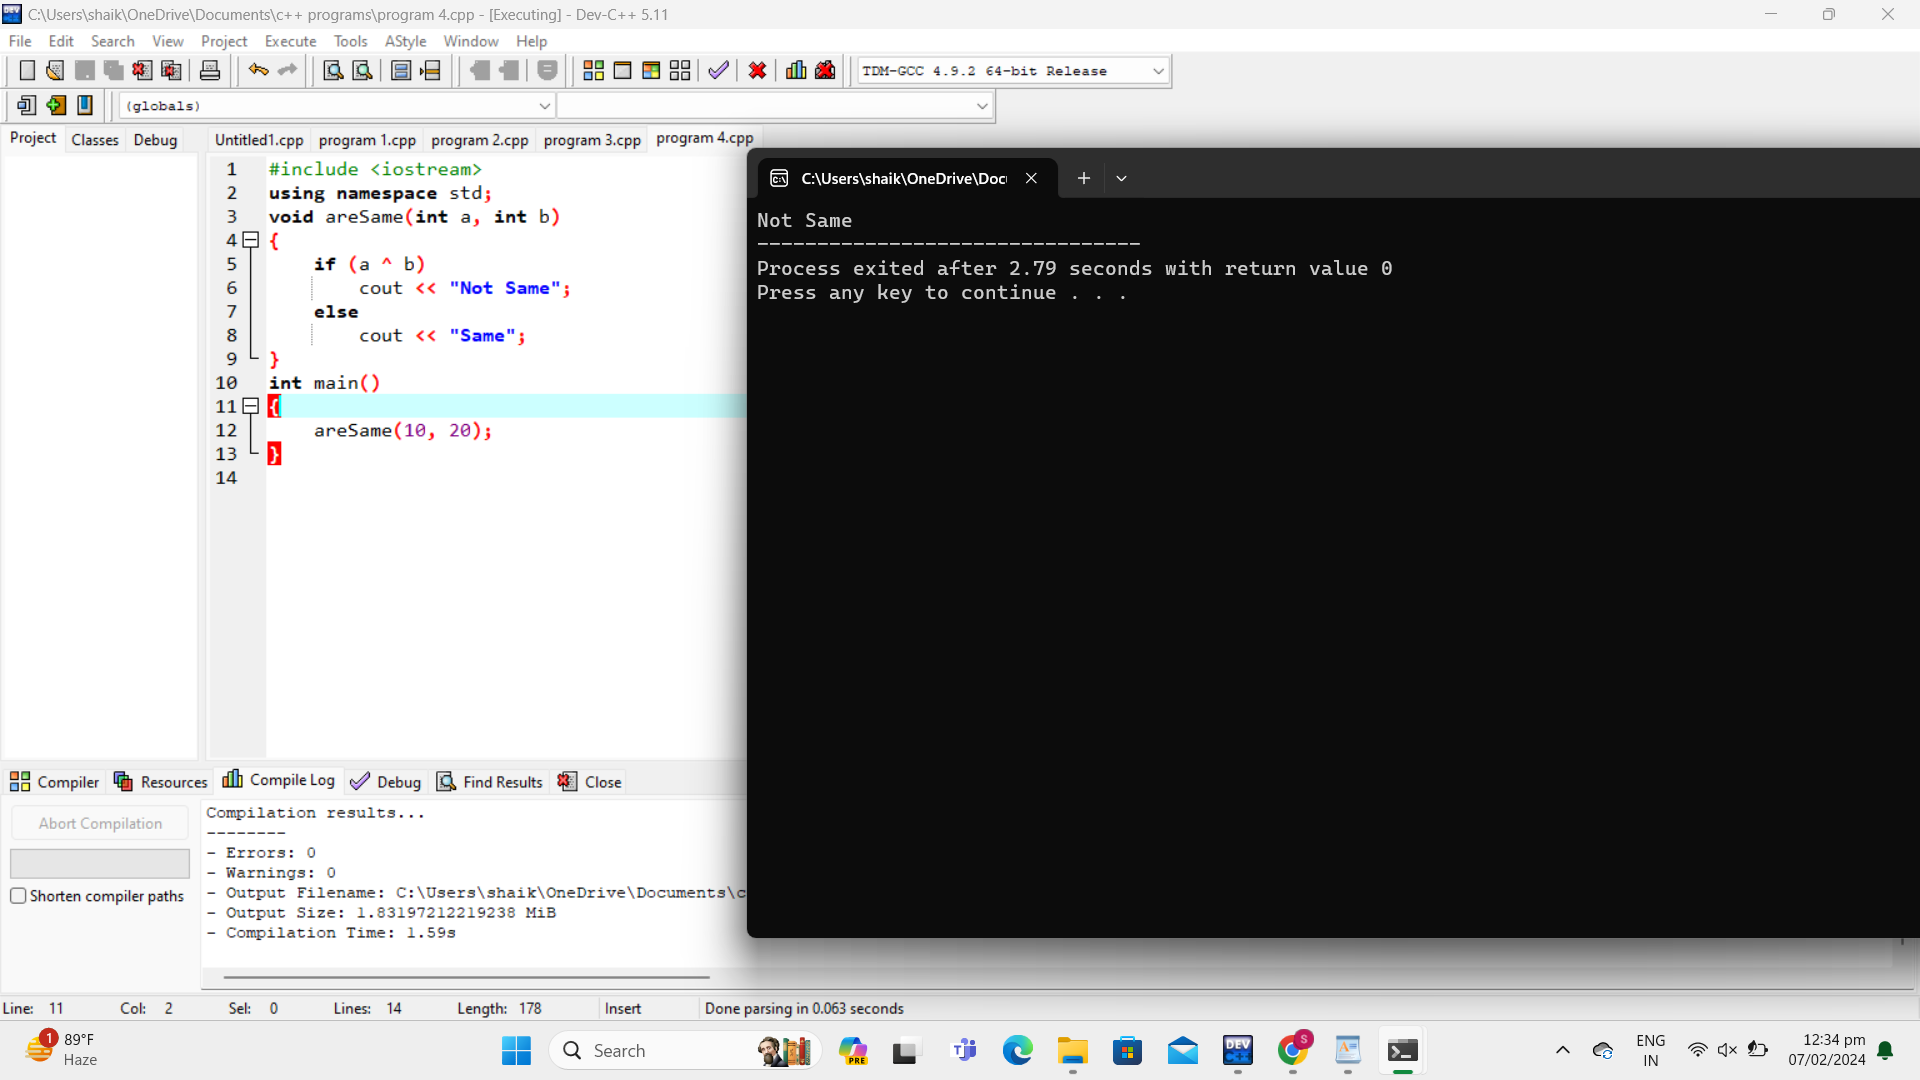 C:\Users\shaik\OneDrive\Documents\c++ programs\program 4.cpp - [Executing] - Dev-C++ 5.11
File Edit Search View Project Execute Tools AStyle Window Help
TDM-GCC 4.9.2 64-bit Release
(globals)
Project Classes Debug
Untitled1.cpp program 1.cpp program 2.cpp program 3.cpp program 4.cpp
1 #include <iostream>
2 using namespace std;
3 void areSame(int a, int b)
4 {
5 if (a ^ b)
6 cout << "Not Same";
7 else
8 cout << "Same";
9 }
10 int main()
11 {
12 areSame(10, 20);
13 }
14
C:\Users\shaik\OneDrive\Doc
Not Same
--------------------------------
Process exited after 2.79 seconds with return value 0
Press any key to continue . . .
Compiler Resources Compile Log Debug Find Results Close
Abort Compilation
Shorten compiler paths
Compilation results...
--------
- Errors: 0
- Warnings: 0
- Output Filename: C:\Users\shaik\OneDrive\Documents\c
- Output Size: 1.83197212219238 MiB
- Compilation Time: 1.59s
Line: 11 Col: 2 Sel: 0 Lines: 14 Length: 178 Insert Done parsing in 0.063 seconds
1
89°F
Haze
Search
PRE
DEV
S
ENG
IN
12:34 pm
07/02/2024